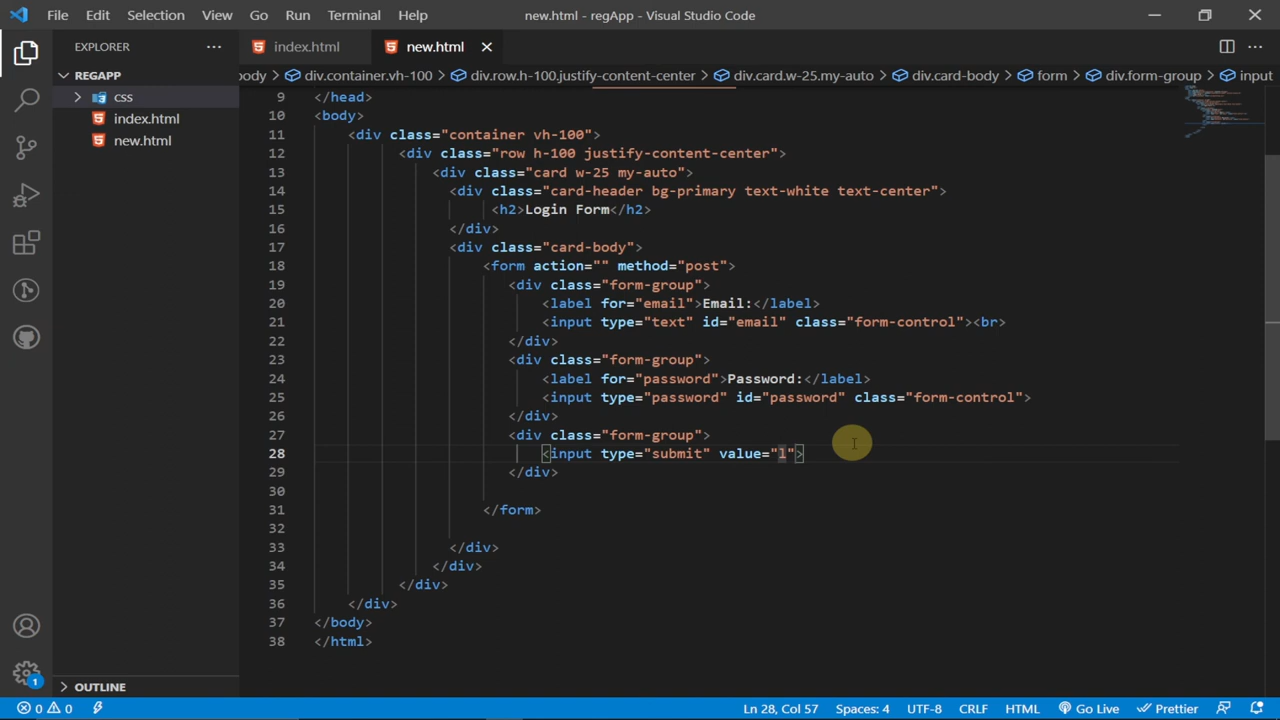 File Edit Selection View Go Run Terminal Help new.html - regApp - Visual Studio Code
EXPLORER ··· index.html new.html
REGAPP body > div.container.vh-100 > div.row.h-100.justify-content-center > div.card.w-25.my-auto > div.card-body > form > div.form-group > input
css
index.html
new.html
9 </head>
10 <body>
11 <div class="container vh-100">
12 <div class="row h-100 justify-content-center">
13 <div class="card w-25 my-auto">
14 <div class="card-header bg-primary text-white text-center">
15 <h2>Login Form</h2>
16 </div>
17 <div class="card-body">
18 <form action="" method="post">
19 <div class="form-group">
20 <label for="email">Email:</label>
21 <input type="text" id="email" class="form-control"><br>
22 </div>
23 <div class="form-group">
24 <label for="password">Password:</label>
25 <input type="password" id="password" class="form-control">
26 </div>
27 <div class="form-group">
28 <input type="submit" value="l">
29 </div>
30
31 </form>
32
33 </div>
34 </div>
35 </div>
36 </div>
37 </body>
38 </html>
OUTLINE
1
0 0 Ln 28, Col 57 Spaces: 4 UTF-8 CRLF HTML Go Live Prettier